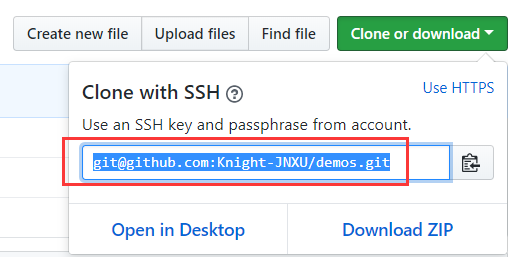 Create new file Upload files Find file Clone or download
Clone with SSH ? Use HTTPS
Use an SSH key and passphrase from account.
git@github.com:Knight-JNXU/demos.git
Open in Desktop Download ZIP